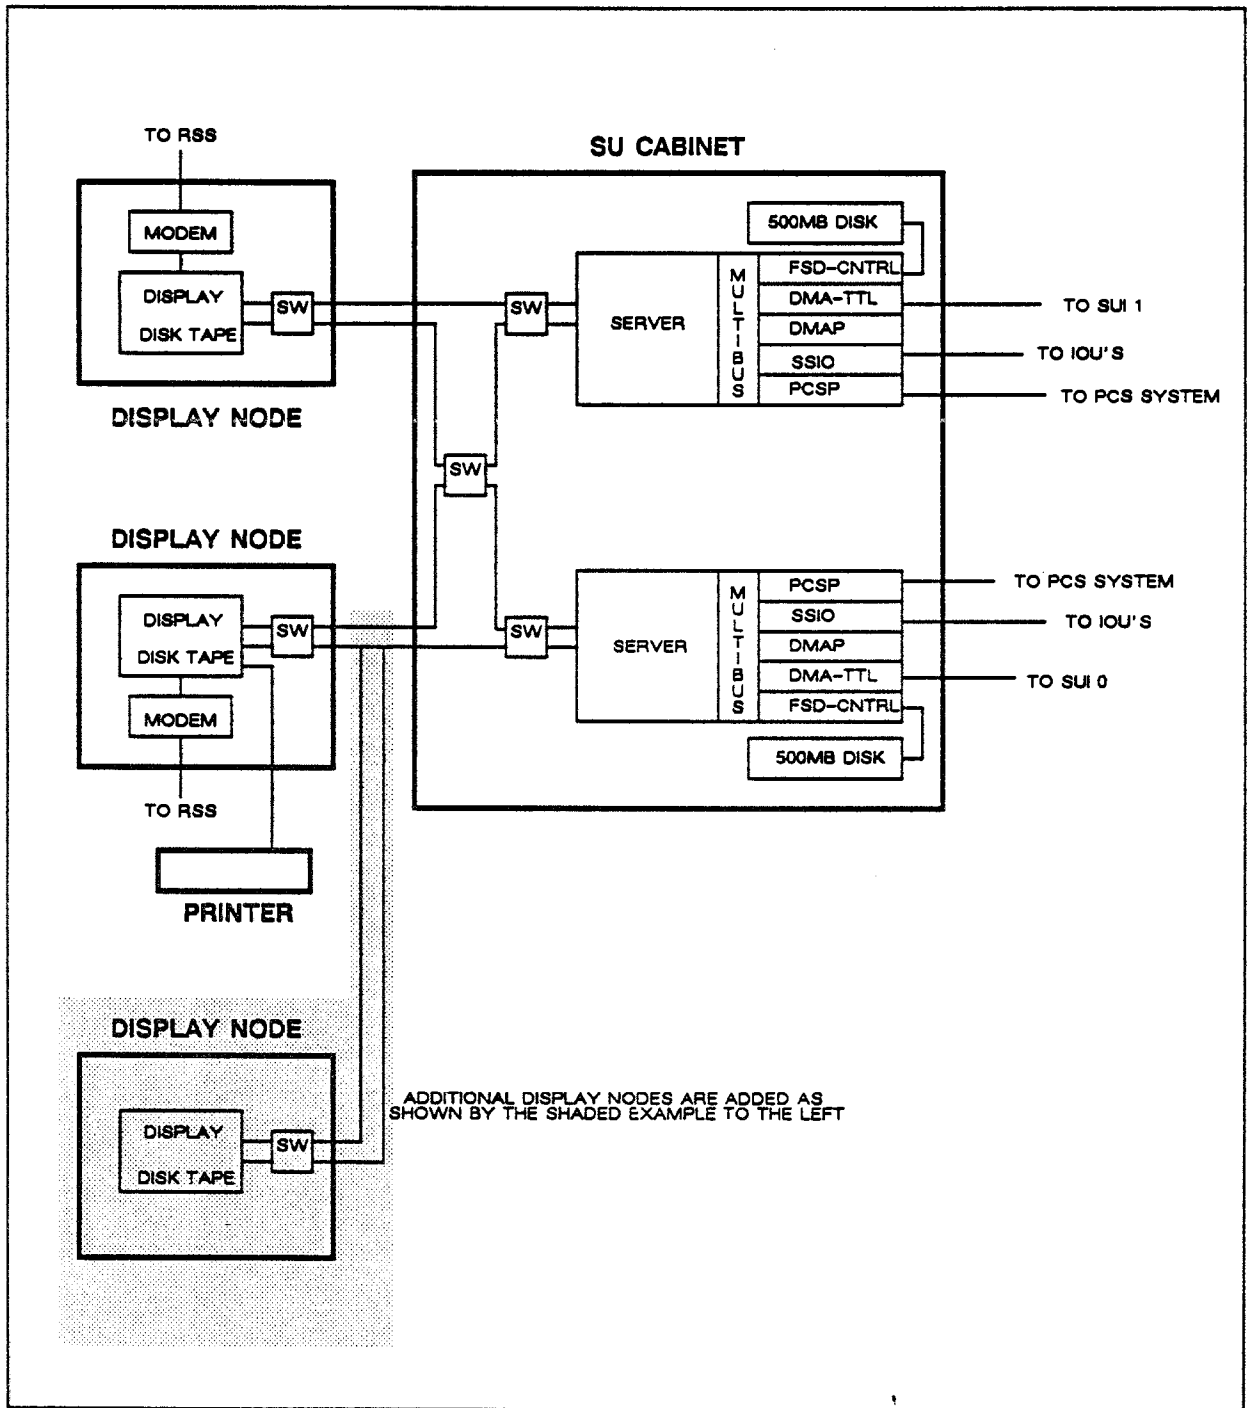 TO RSS
SU CABINET
MODEM
DISPLAY
DISK TAPE
SW
DISPLAY NODE
SW
SERVER
MULTIBUS
500MB DISK
FSD-CNTRL
DMA-TTL
DMAP
SSIO
PCSP
TO SUI 1
TO IOU'S
TO PCS SYSTEM
SW
DISPLAY NODE
DISPLAY
DISK TAPE
SW
MODEM
TO RSS
PRINTER
SW
SERVER
MULTIBUS
PCSP
SSIO
DMAP
DMA-TTL
FSD-CNTRL
500MB DISK
TO PCS SYSTEM
TO IOU'S
TO SUI 0
DISPLAY NODE
DISPLAY
DISK TAPE
SW
ADDITIONAL DISPLAY NODES ARE ADDED AS
SHOWN BY THE SHADED EXAMPLE TO THE LEFT